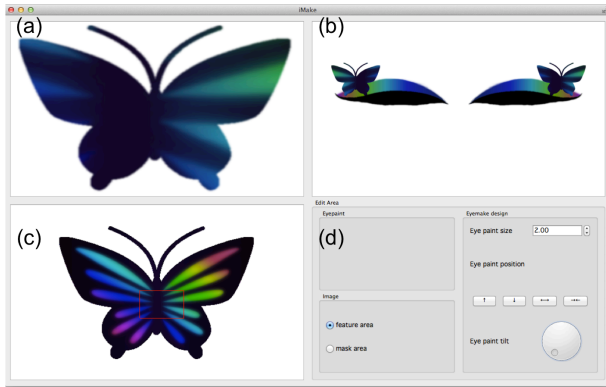 iMake
(a)
(b)
(c)
(d)
Edit Area
Eyepaint
Image
feature area
mask area
Eyemake design
Eye paint size
2.00
Eye paint position
Eye paint tilt